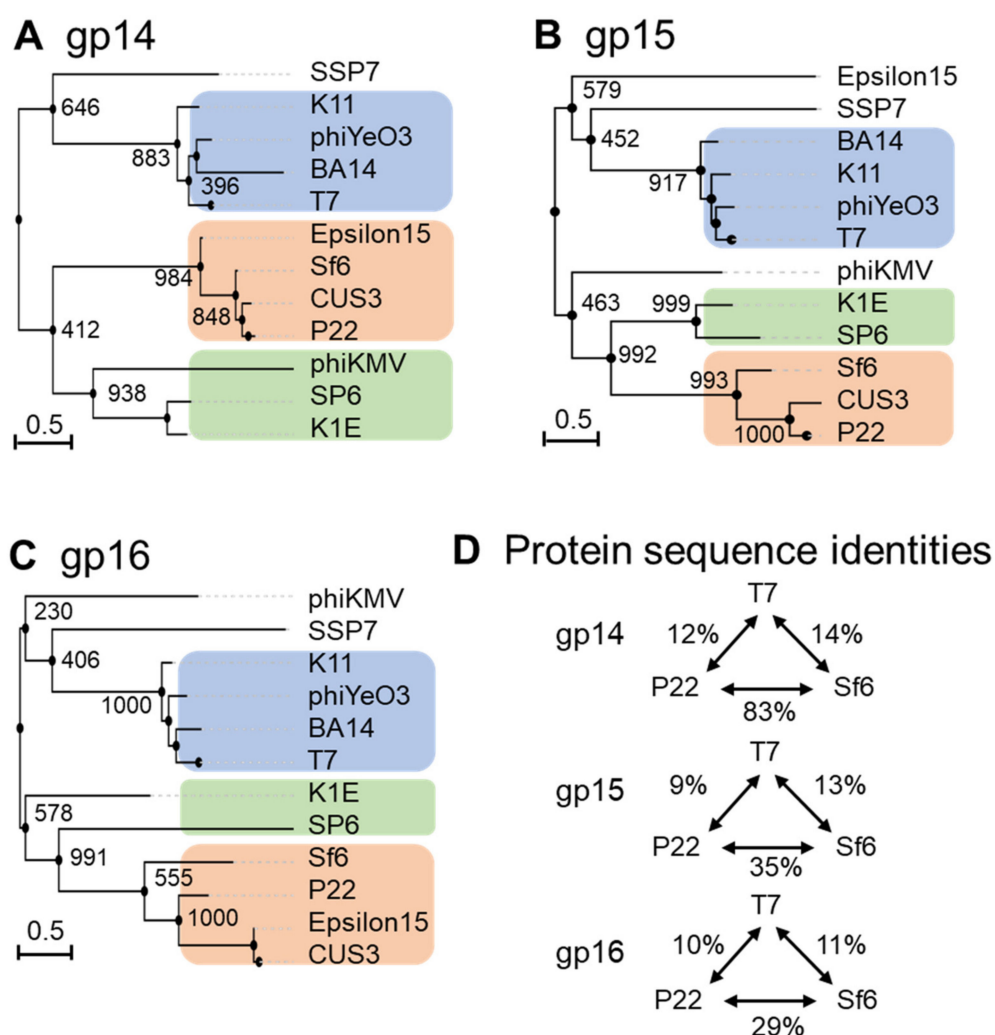 A gp14
SSP7
646
K11
phiYeO3
883
BA14
396
T7
Epsilon15
984
Sf6
CUS3
848
P22
412
phiKMV
938
SP6
K1E
0.5
B gp15
Epsilon15
579
SSP7
452
BA14
917
K11
phiYeO3
T7
phiKMV
463
999
K1E
SP6
992
993
Sf6
CUS3
1000
P22
0.5
C gp16
phiKMV
230
SSP7
406
K11
1000
phiYeO3
BA14
T7
K1E
578
SP6
991
Sf6
555
P22
1000
Epsilon15
CUS3
0.5
D Protein sequence identities
T7
gp14
12%
14%
P22
Sf6
83%
T7
gp15
9%
13%
P22
Sf6
35%
T7
gp16
10%
11%
P22
Sf6
29%